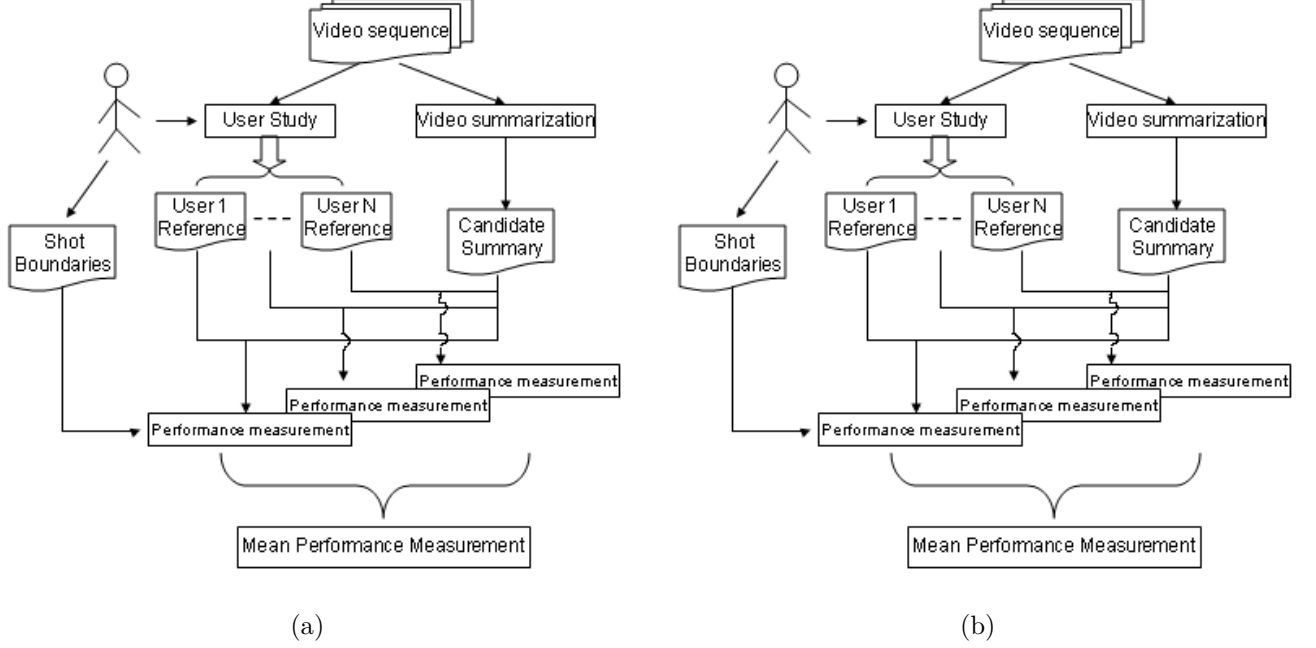 Video sequence
User Study
Video summarization
User 1
Reference
User N
Reference
Shot
Boundaries
Candidate
Summary
Performance measurement
Performance measurement
Performance measurement
Mean Performance Measurement
(a)
Video sequence
User Study
Video summarization
User 1
Reference
User N
Reference
Shot
Boundaries
Candidate
Summary
Performance measurement
Performance measurement
Performance measurement
Mean Performance Measurement
(b)